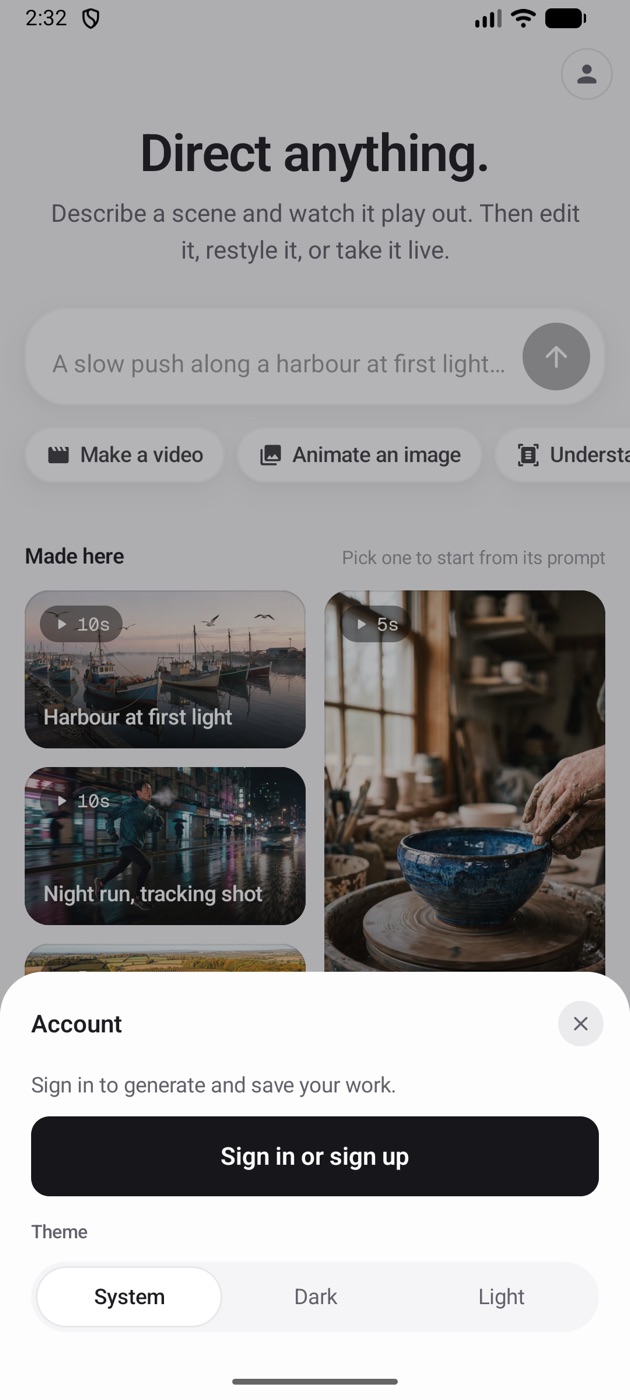 2:32
Direct anything.
Describe a scene and watch it play out. Then edit
it, restyle it, or take it live.
A slow push along a harbour at first light...
Make a video
Animate an image
Understa
Made here
Pick one to start from its prompt
10s
Harbour at first light
5s
10s
Night run, tracking shot
Account
Sign in to generate and save your work.
Sign in or sign up
Theme
System
Dark
Light